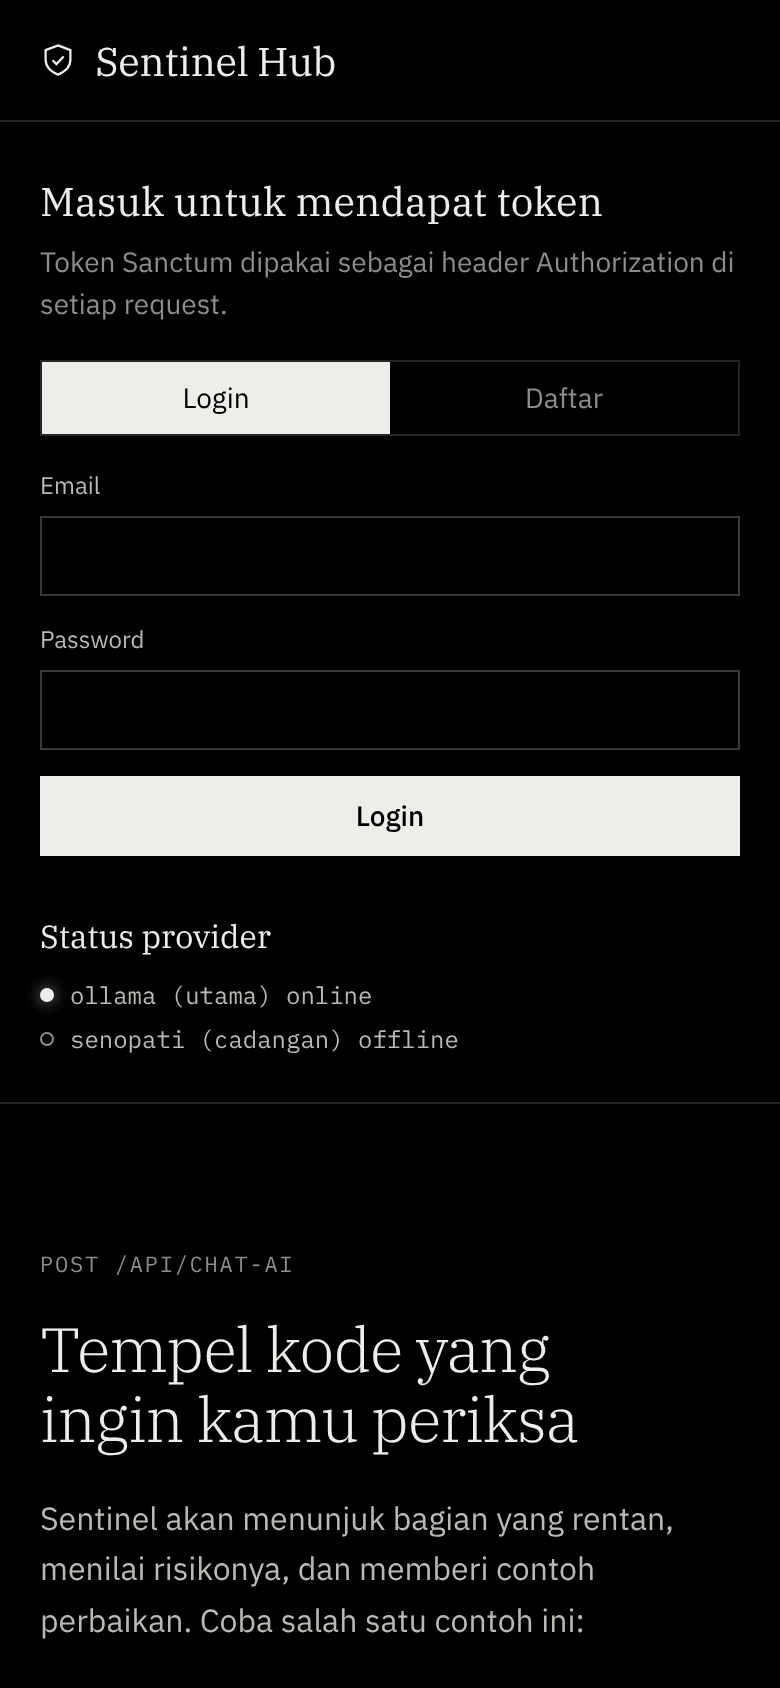 Sentinel Hub
Masuk untuk mendapat token
Token Sanctum dipakai sebagai header Authorization di
setiap request.
Login
Daftar
Email
Password
Login
Status provider
ollama (utama) online
senopati (cadangan) offline
POST /API/CHAT-AI
Tempel kode yang
ingin kamu periksa
Sentinel akan menunjuk bagian yang rentan,
menilai risikonya, dan memberi contoh
perbaikan. Coba salah satu contoh ini: